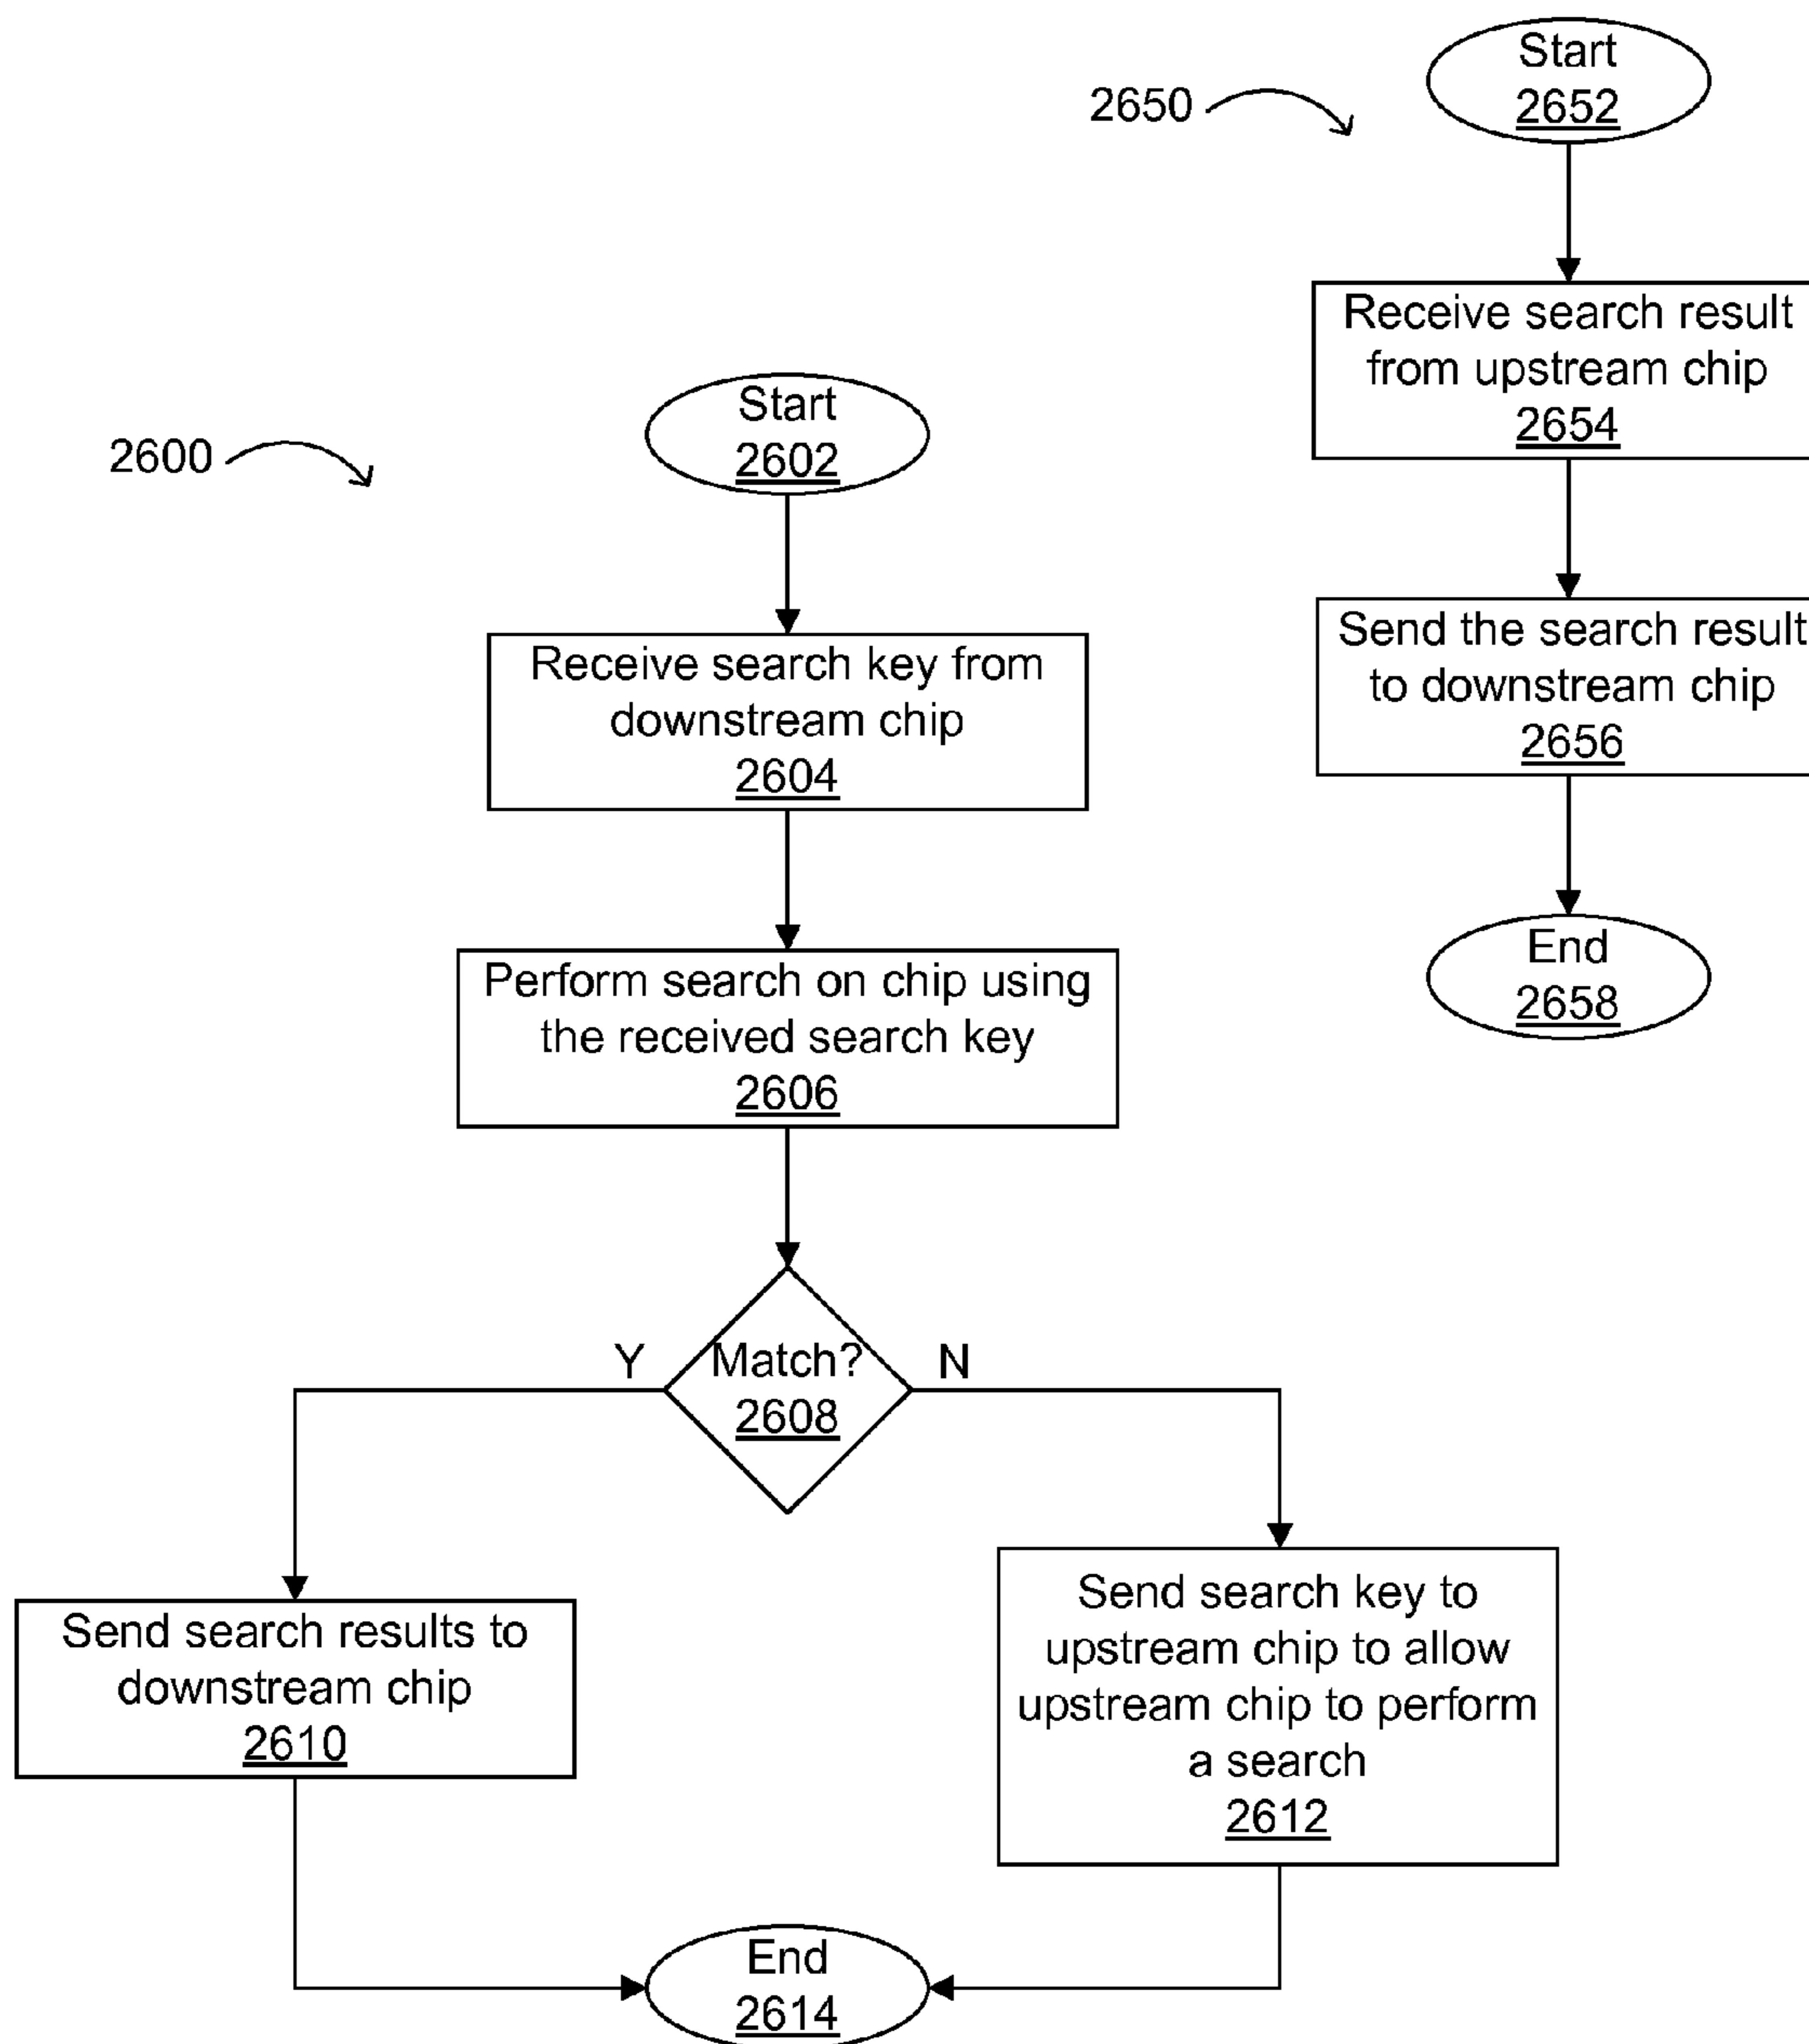 2600
Start
2602
Receive search key from
downstream chip
2604
Perform search on chip using
the received search key
2606
Y
Match?
N
2608
Send search results to
downstream chip
2610
Send search key to
upstream chip to allow
upstream chip to perform
a search
2612
End
2614
2650
Start
2652
Receive search result
from upstream chip
2654
Send the search result
to downstream chip
2656
End
2658